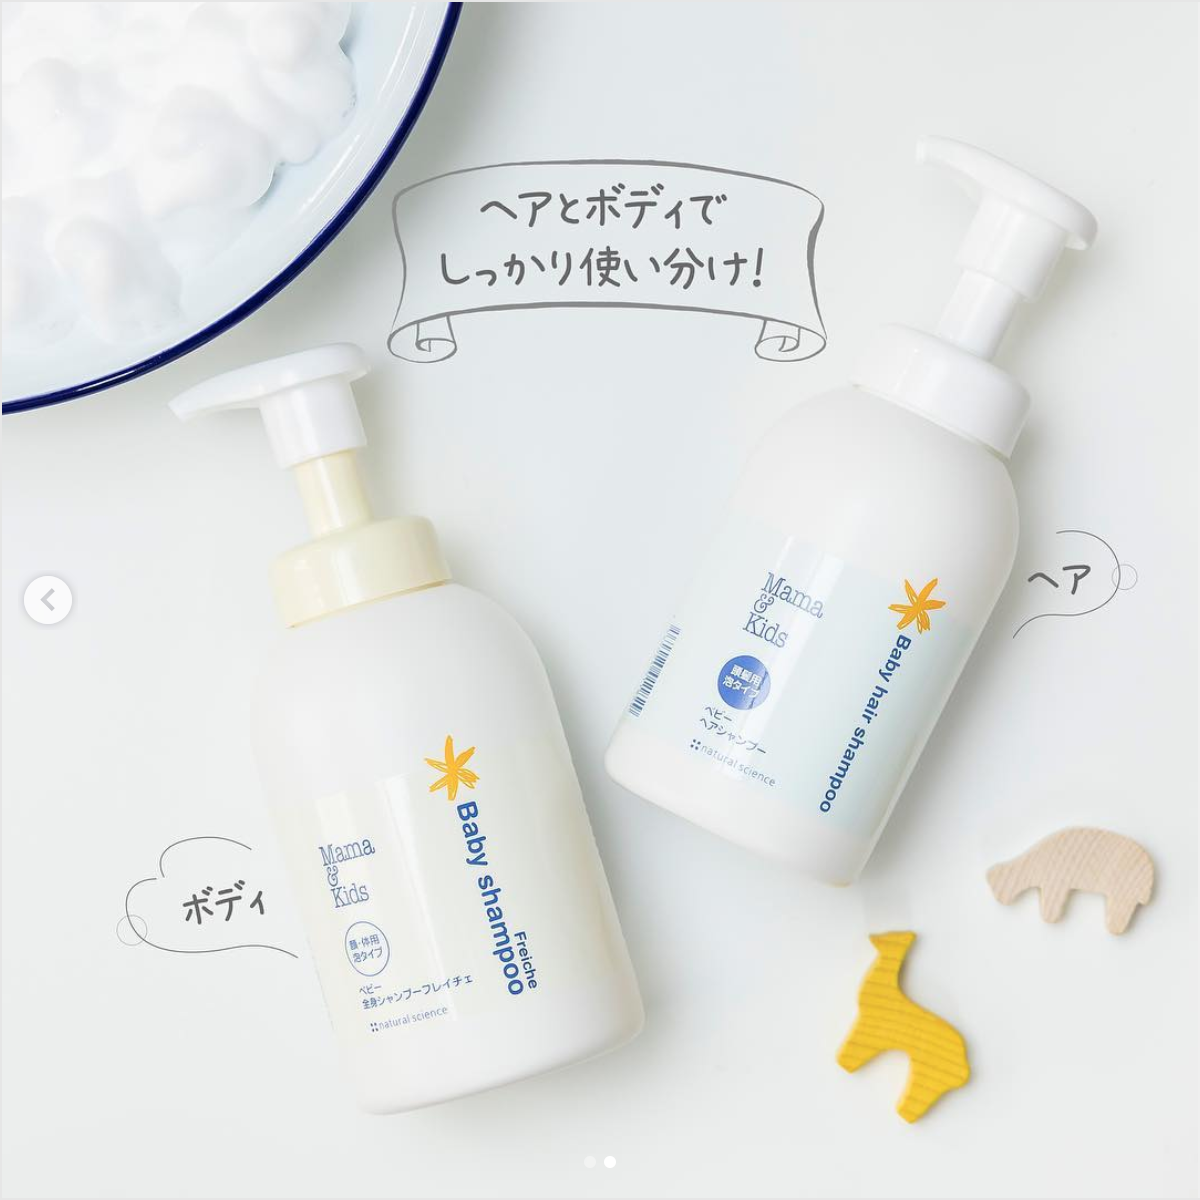 ヘアとボディで
しっかり使い分け!
ヘア
Mama
&
Kids
頭髪用
泡タイプ
ベビー
ヘアシャンプー
natural science
Baby hair shampoo
ボディ
Mama
&
Kids
顔・体用
泡タイプ
ベビー
全身シャンプーフレイチェ
natural science
Baby shampoo
Freiche